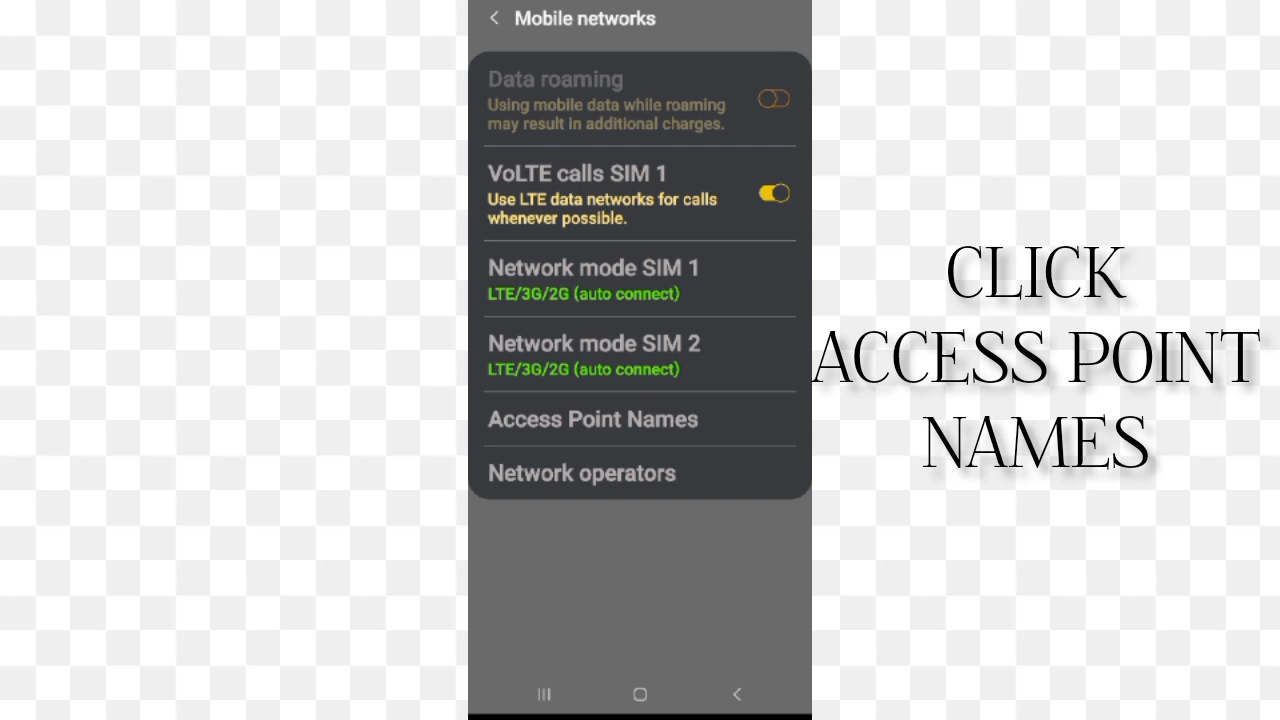 Mobile networks
Data roaming
Using mobile data while roaming
may result in additional charges.
VoLTE calls SIM 1
Use LTE data networks for calls
whenever possible.
Network mode SIM 1
LTE/3G/2G (auto connect)
Network mode SIM 2
LTE/3G/2G (auto connect)
Access Point Names
Network operators
CLICK
ACCESS POINT
NAMES